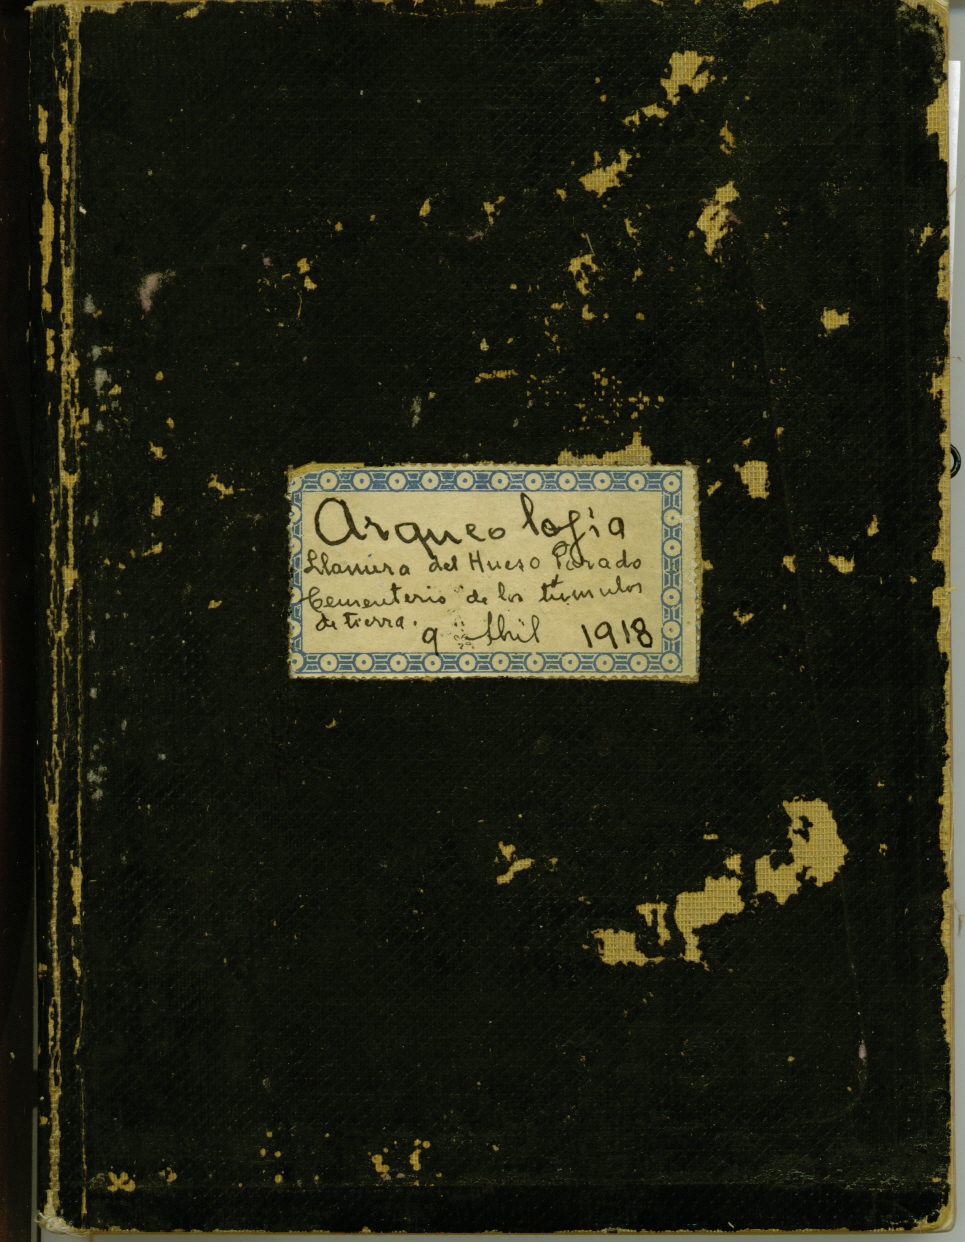 Arqueologia
Llanura del Hueso Parado
Cementerio de los túmulos
de tierra.
9 Abril 1918